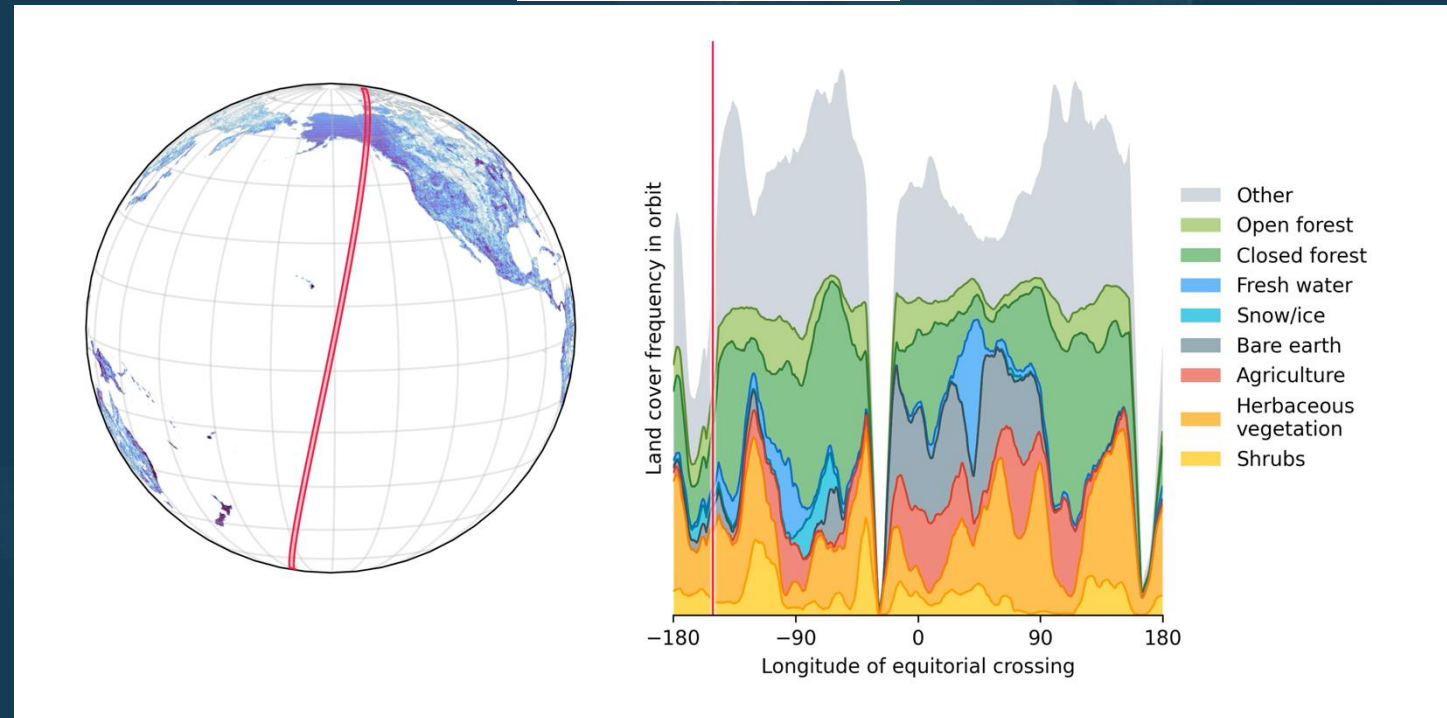 Land cover frequency in orbit
−180
−90
0
90
180
Longitude of equitorial crossing
Other
Open forest
Closed forest
Fresh water
Snow/ice
Bare earth
Agriculture
Herbaceous
vegetation
Shrubs